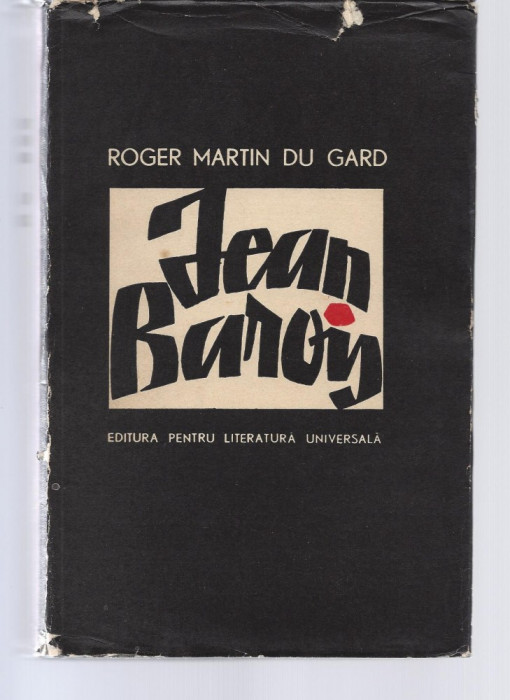 ROGER MARTIN DU GARD
Jean
Barois
EDITURA PENTRU LITERATURĂ UNIVERSALĂ